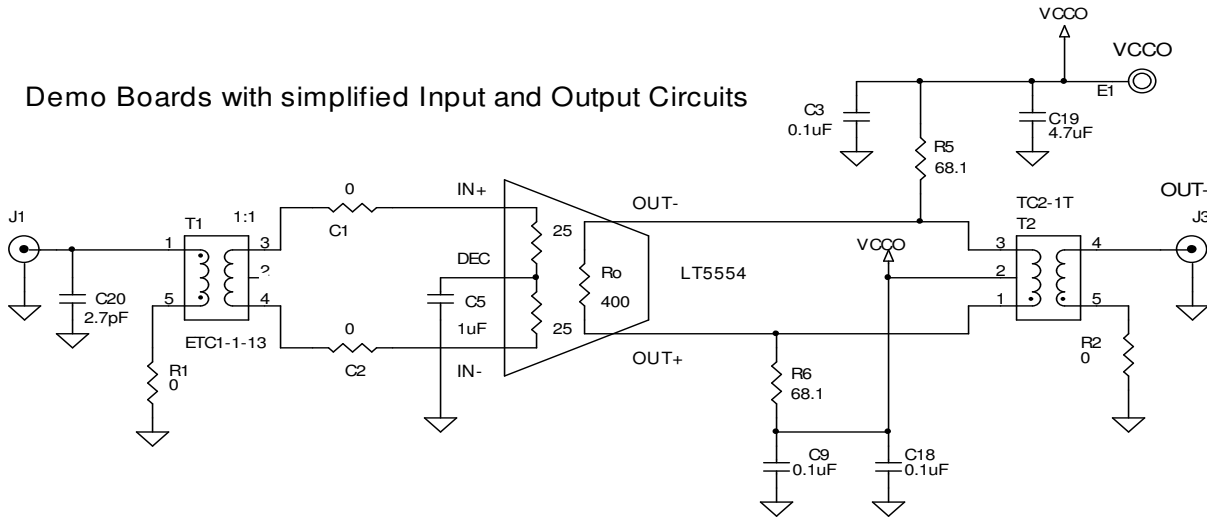 VCCO
VCCO
E1
Demo Boards with simplified Input and Output Circuits
C3
0.1uF
C19
4.7uF
R5
68.1
J1
T1
1:1
1
3
2
5
4
ETC1-1-13
C20
2.7pF
R1
0
0
C1
0
C2
IN+
DEC
C5
1uF
IN-
25
25
Ro
400
LT5554
OUT-
OUT+
VCCO
R6
68.1
C9
0.1uF
C18
0.1uF
TC2-1T
T2
3
2
1
4
5
R2
0
OUT-
J3